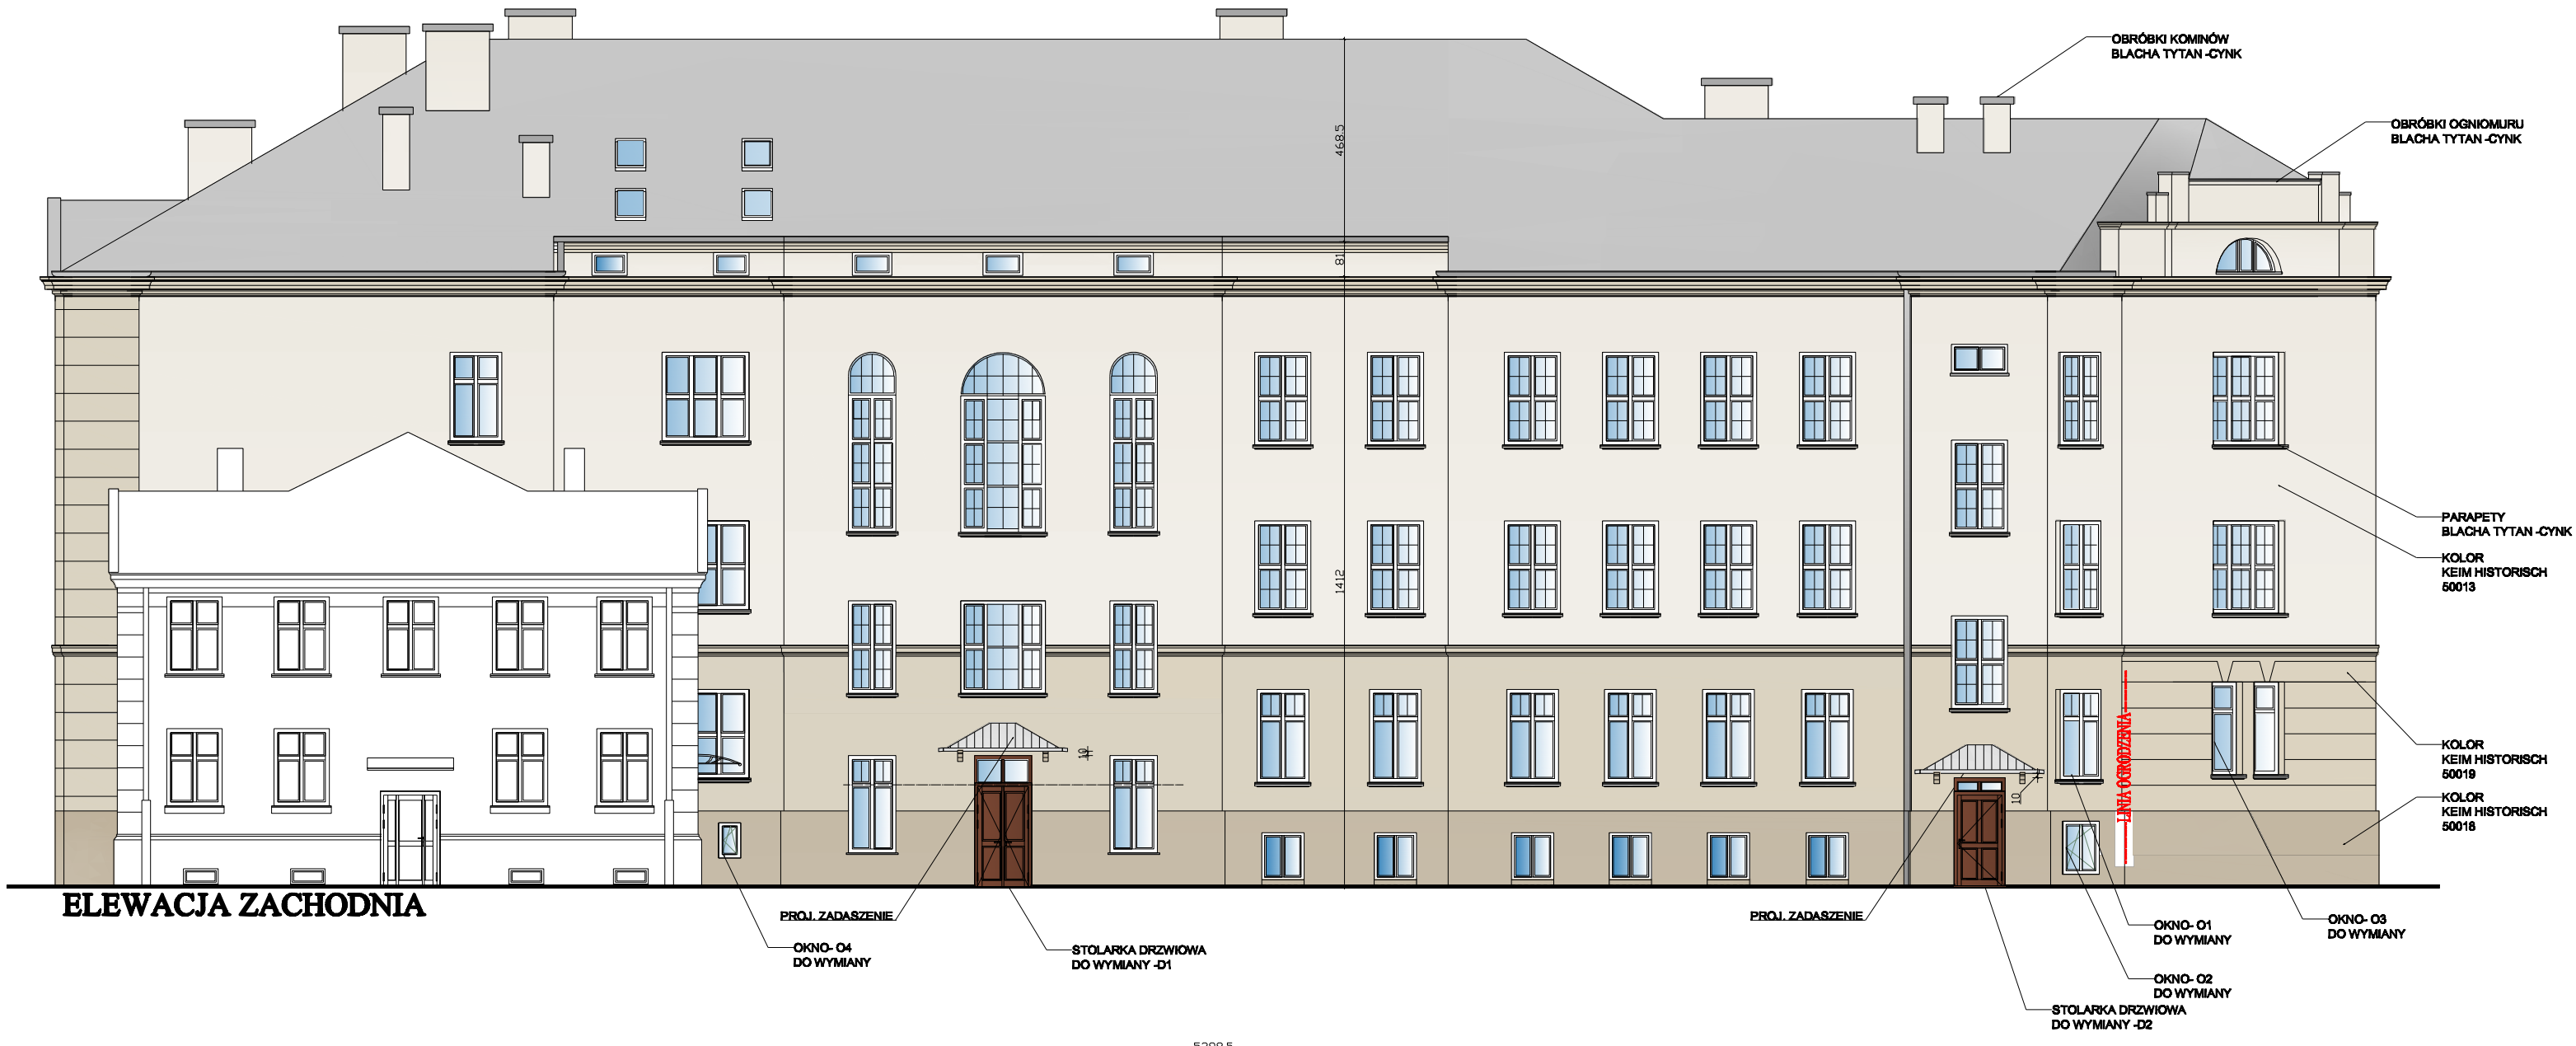 OBRÓBKI KOMINÓW
BLACHA TYTAN -CYNK
OBRÓBKI OGNIOMURU
BLACHA TYTAN -CYNK
468.5
81
1412
PARAPETY
BLACHA TYTAN -CYNK
KOLOR
KEIM HISTORISCH
50013
LINIA OGRODZENIA
KOLOR
KEIM HISTORISCH
50019
10
10
KOLOR
KEIM HISTORISCH
50018
ELEWACJA ZACHODNIA
PROJ. ZADASZENIE
PROJ. ZADASZENIE
OKNO- O4
DO WYMIANY
STOLARKA DRZWIOWA
DO WYMIANY -D1
OKNO- O1
DO WYMIANY
OKNO- O3
DO WYMIANY
OKNO- O2
DO WYMIANY
STOLARKA DRZWIOWA
DO WYMIANY -D2